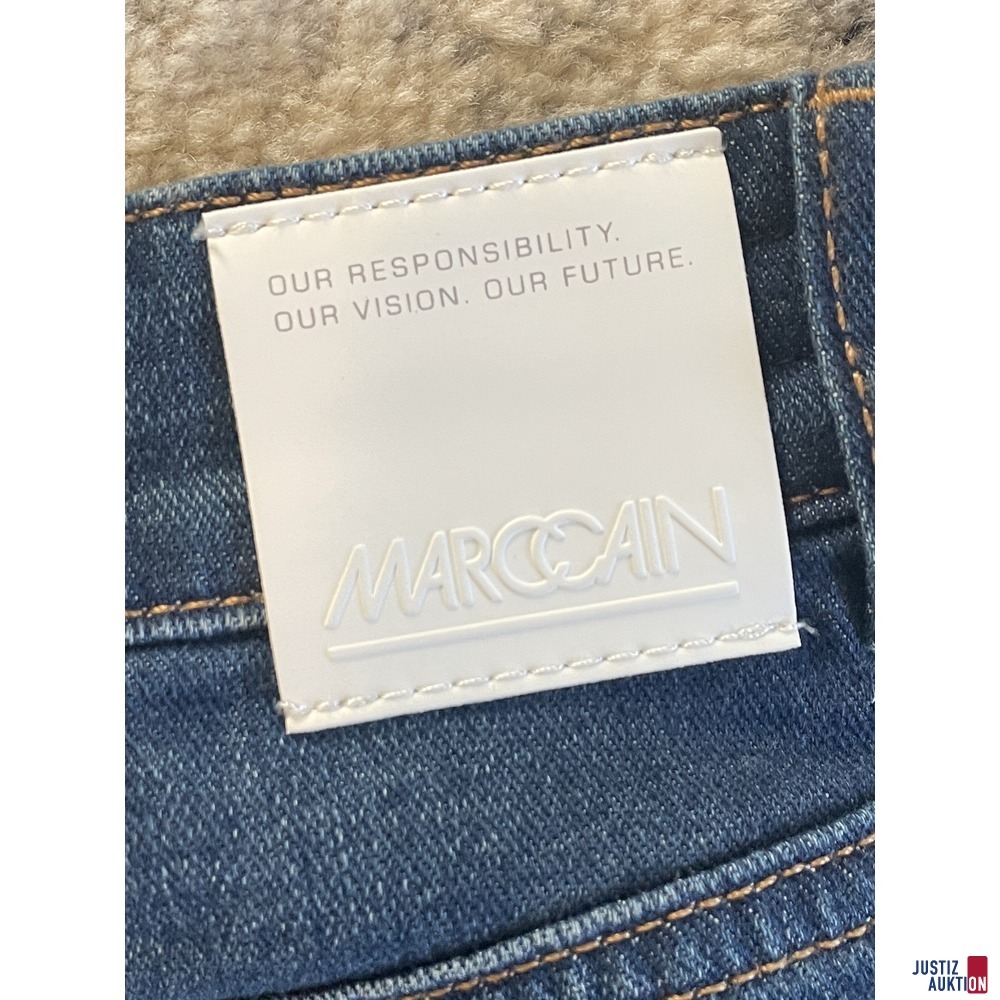 OUR RESPONSIBILITY.
OUR VISION. OUR FUTURE.
MARCCAIN
JUSTIZ
AUKTION